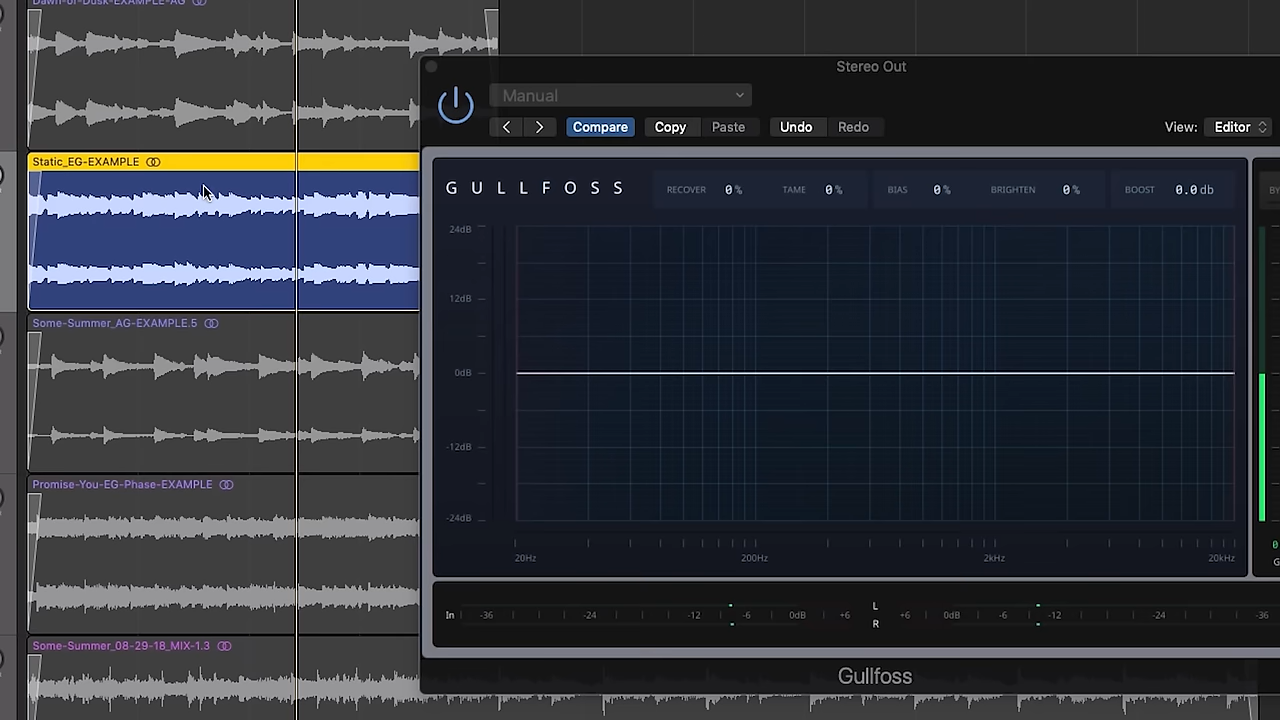 Dawn-of-Dusk-EXAMPLE-AG
Stereo Out
Manual
Compare Copy Paste Undo Redo View: Editor
Static_EG-EXAMPLE
GULLFOSS RECOVER 0% TAME 0% BIAS 0% BRIGHTEN 0% BOOST 0.0db BY
24dB
12dB
0dB
-12dB
-24dB
20Hz 200Hz 2kHz 20kHz
0
G
Some-Summer_AG-EXAMPLE.5
Promise-You-EG-Phase-EXAMPLE
In -36 -24 -12 -6 0dB +6 L +6 0dB -6 -12 -24 -36
R
Some-Summer_08-29-18_MIX-1.3
Gullfoss